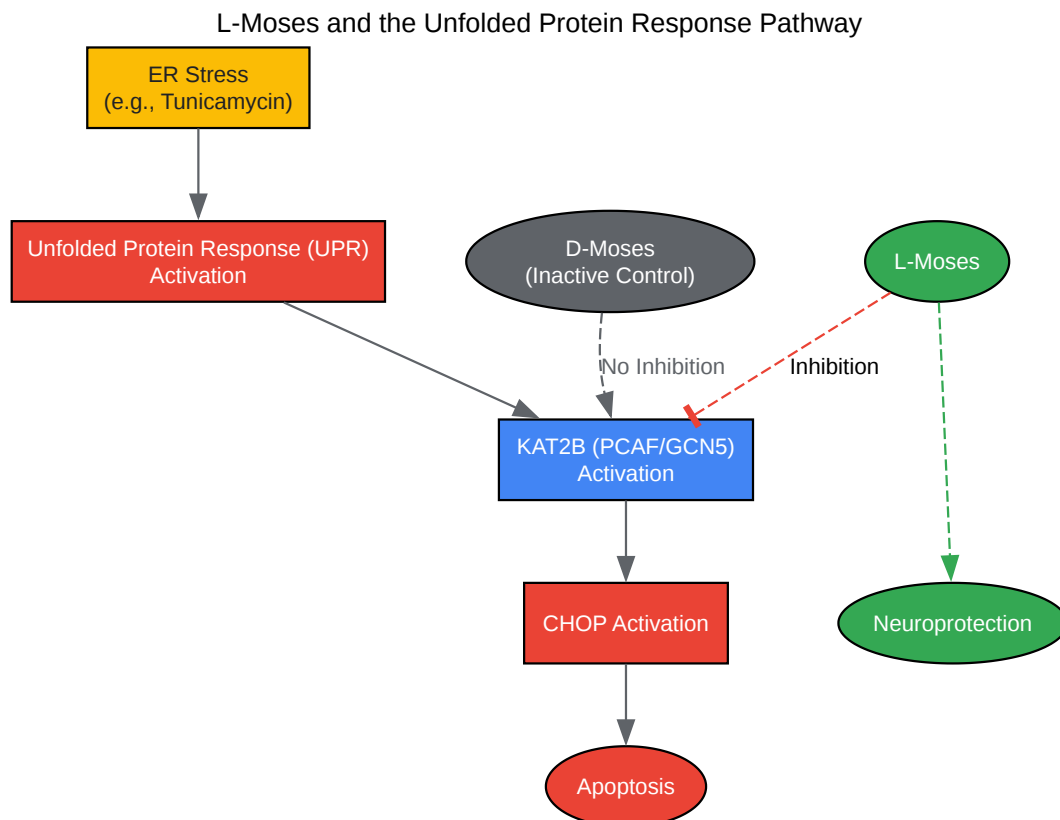 L-Moses and the Unfolded Protein Response Pathway
ER Stress
(e.g., Tunicamycin)
Unfolded Protein Response (UPR)
Activation
D-Moses
(Inactive Control)
L-Moses
No Inhibition
Inhibition
KAT2B (PCAF/GCN5)
Activation
CHOP Activation
Neuroprotection
Apoptosis